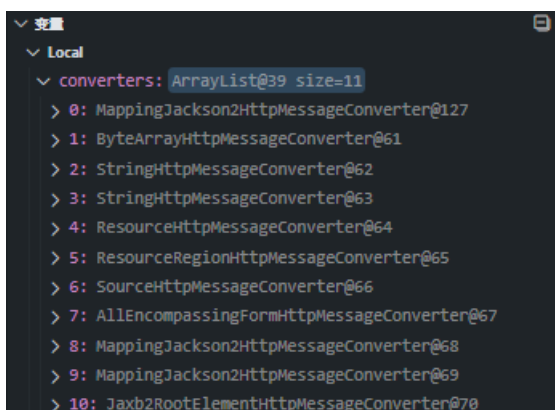 变量
Local
converters: ArrayList@39 size=11
0: MappingJackson2HttpMessageConverter@127
1: ByteArrayHttpMessageConverter@61
2: StringHttpMessageConverter@62
3: StringHttpMessageConverter@63
4: ResourceHttpMessageConverter@64
5: ResourceRegionHttpMessageConverter@65
6: SourceHttpMessageConverter@66
7: AllEncompassingFormHttpMessageConverter@67
8: MappingJackson2HttpMessageConverter@68
9: MappingJackson2HttpMessageConverter@69
10: Jaxb2RootElementHttpMessageConverter@70